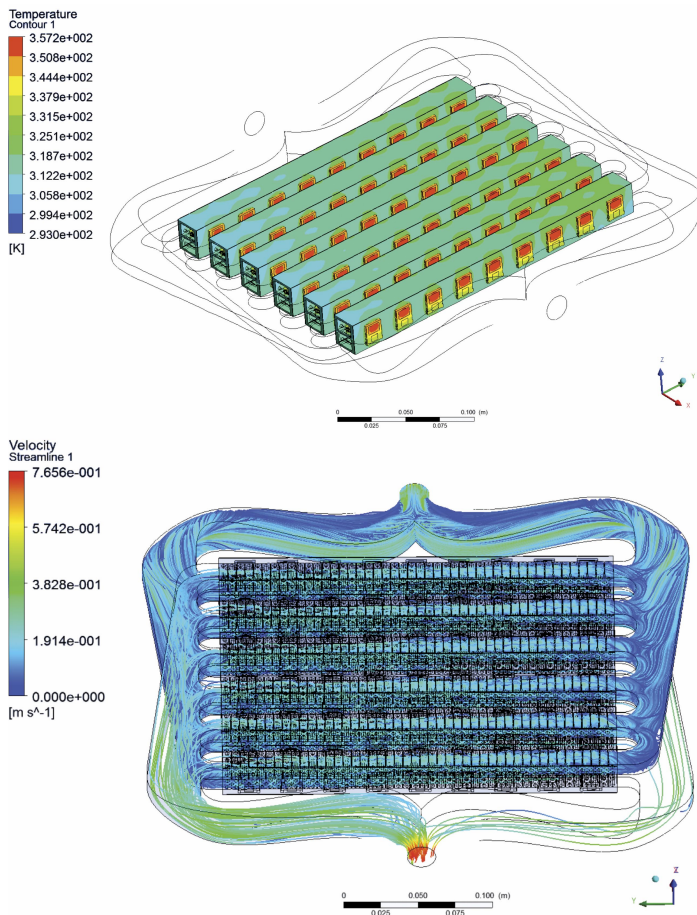 Temperature
Contour 1
3.572e+002
3.508e+002
3.444e+002
3.379e+002
3.315e+002
3.251e+002
3.187e+002
3.122e+002
3.058e+002
2.994e+002
2.930e+002
[K]
Z
Y
X
0 0.050 0.100 (m)
0.025 0.075
Velocity
Streamline 1
7.656e-001
5.742e-001
3.828e-001
1.914e-001
0.000e+000
[m s^-1]
Z
Y
0 0.050 0.100 (m)
0.025 0.075